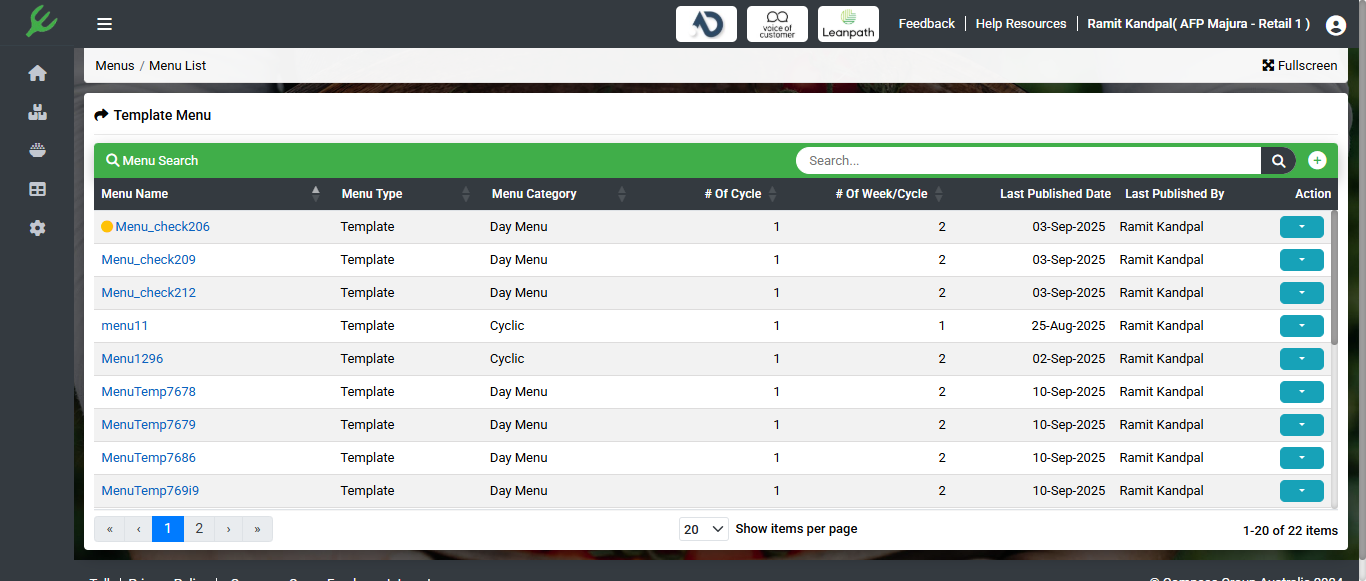 voice of customer
Leanpath
Feedback | Help Resources | Ramit Kandpal( AFP Majura - Retail 1 )
Menus / Menu List
Fullscreen
Template Menu
Menu Search
Search...
Menu Name Menu Type Menu Category # Of Cycle # Of Week/Cycle Last Published Date Last Published By Action
Menu_check206 Template Day Menu 1 2 03-Sep-2025 Ramit Kandpal
Menu_check209 Template Day Menu 1 2 03-Sep-2025 Ramit Kandpal
Menu_check212 Template Day Menu 1 2 03-Sep-2025 Ramit Kandpal
menu11 Template Cyclic 1 1 25-Aug-2025 Ramit Kandpal
Menu1296 Template Cyclic 1 2 02-Sep-2025 Ramit Kandpal
MenuTemp7678 Template Day Menu 1 2 10-Sep-2025 Ramit Kandpal
MenuTemp7679 Template Day Menu 1 2 10-Sep-2025 Ramit Kandpal
MenuTemp7686 Template Day Menu 1 2 10-Sep-2025 Ramit Kandpal
MenuTemp769i9 Template Day Menu 1 2 10-Sep-2025 Ramit Kandpal
« ‹ 1 2 › »
20 Show items per page
1-20 of 22 items